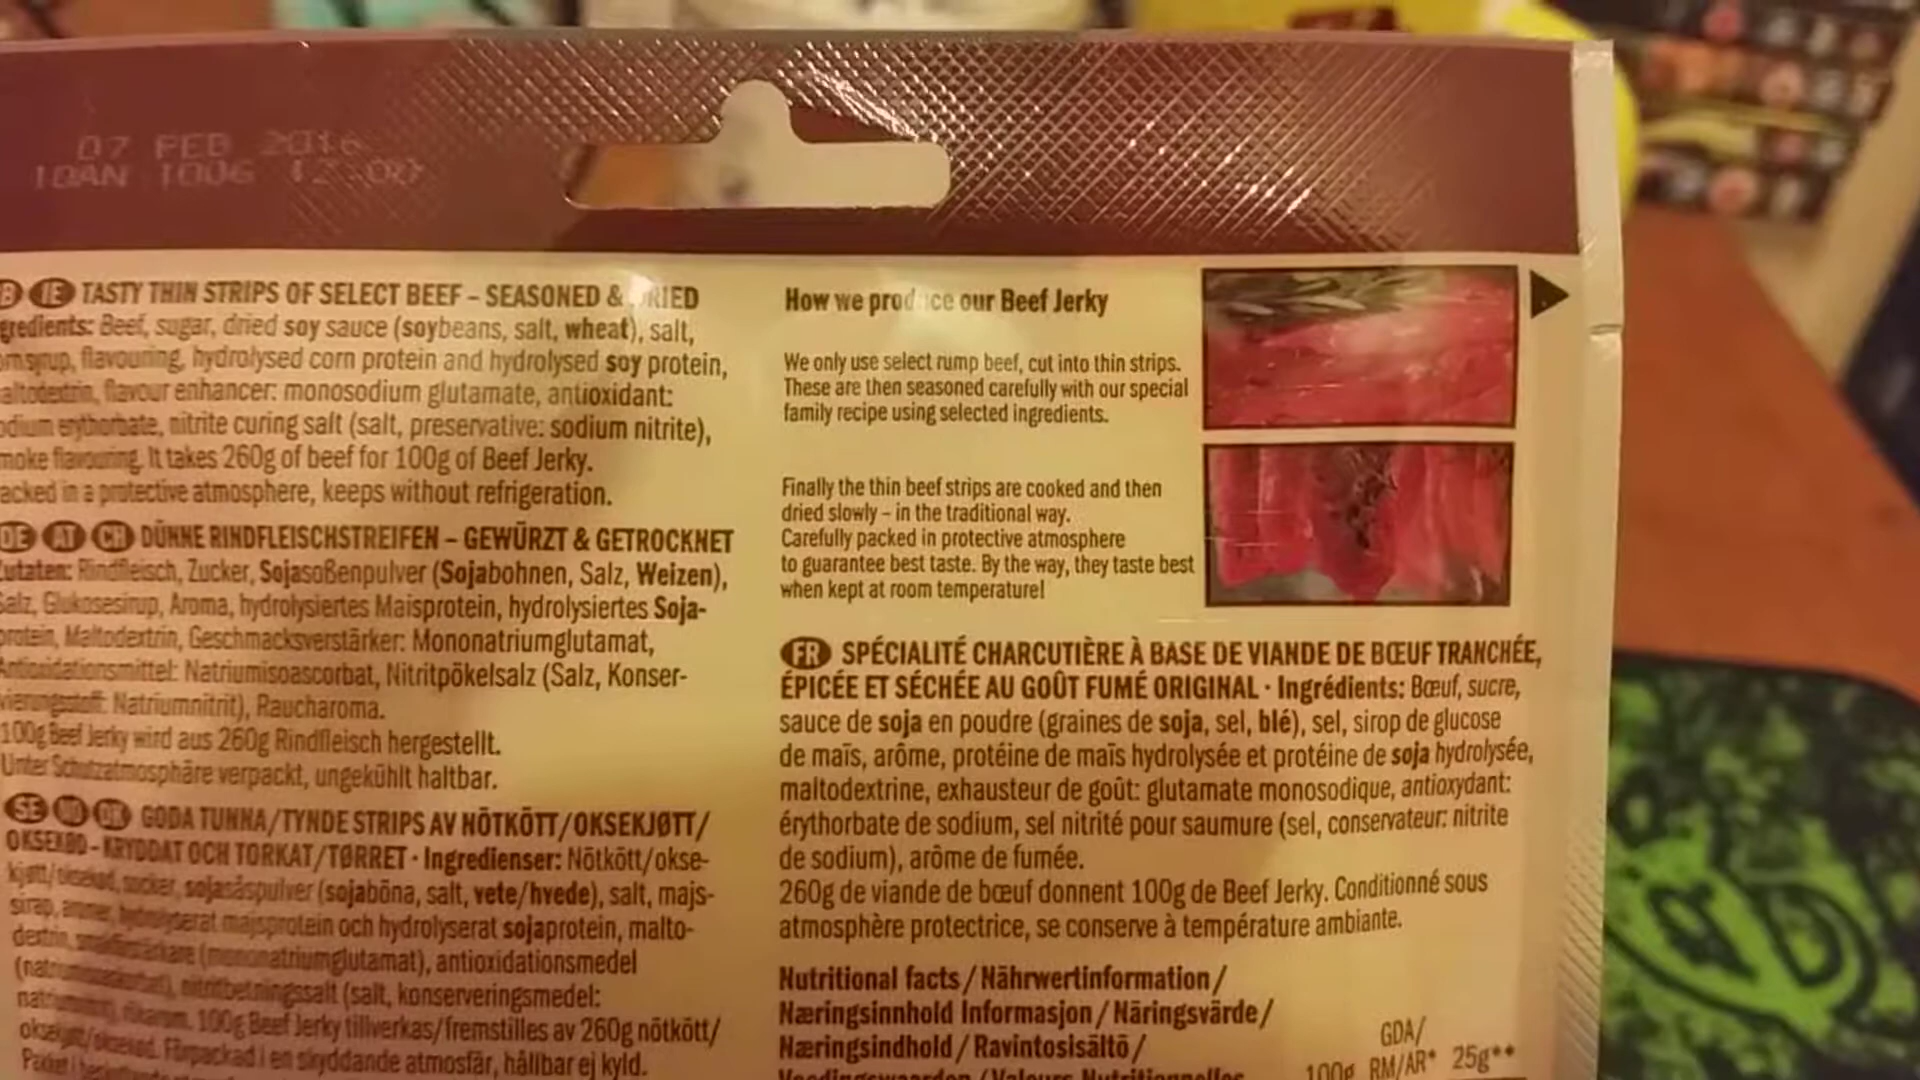 07 FEB 2016
TASTY THIN STRIPS OF SELECT BEEF – SEASONED &
Beef, sugar, dried soy sauce (soybeans, salt, wheat), salt,
flavouring, hydrolysed corn protein and hydrolysed soy protein,
flavour enhancer: monosodium glutamate, antioxidant:
nitrite curing salt (salt, preservative: sodium nitrite),
flavouring. It takes 260g of beef for 100g of Beef Jerky.
in a protective atmosphere, keeps without refrigeration.
DE AT CH DÜNNE RINDFLEISCHSTREIFEN – GEWÜRZT & GETROCKNET
Rindfleisch, Zucker, Sojasoßenpulver (Sojabohnen, Salz, Weizen),
Salz, Glukosesirup, Aroma, hydrolysiertes Maisprotein, hydrolysiertes Soja-
protein, Maltodextrin, Geschmacksverstärker: Mononatriumglutamat,
Antioxidationsmittel: Natriumisoascorbat, Nitritpökelsalz (Salz, Konser-
vierungsstoff: Natriumnitrit), Raucharoma.
100g Beef Jerky wird aus 260g Rindfleisch hergestellt.
Unter Schutzatmosphäre verpackt, ungekühlt haltbar.
SE NO DK GODA TUNNA/TYNDE STRIPS AV NÖTKÖTT/OKSEKJØTT/
OKSEKØD – KRYDDAT OCH TORKAT/TØRRET · Ingredienser: Nötkött/okse-
kjøtt/oksekød, socker, sojasåspulver (sojaböna, salt, vete/hvede), salt, majs-
sirap, hydrolyserat majsprotein och hydrolyserat sojaprotein, malto-
dextrin, (mononatriumglutamat), antioxidationsmedel
nitritbetningssalt (salt, konserveringsmedel:
100g Beef Jerky tillverkas/fremstilles av 260g nötkött/
Förpackad i en skyddande atmosfär, hållbar ej kyld.
How we our Beef Jerky
We only use select rump beef, cut into thin strips.
These are then seasoned carefully with our special
family recipe using selected ingredients.
Finally the thin beef strips are cooked and then
dried slowly – in the traditional way.
Carefully packed in protective atmosphere
to guarantee best taste. By the way, they taste best
when kept at room temperature!
FR SPÉCIALITÉ CHARCUTIÈRE À BASE DE VIANDE DE BŒUF TRANCHÉE,
ÉPICÉE ET SÉCHÉE AU GOÛT FUMÉ ORIGINAL · Ingrédients: Bœuf, sucre,
sauce de soja en poudre (graines de soja, sel, blé), sel, sirop de glucose
de maïs, arôme, protéine de maïs hydrolysée et protéine de soja hydrolysée,
maltodextrine, exhausteur de goût: glutamate monosodique, antioxydant:
érythorbate de sodium, sel nitrité pour saumure (sel, conservateur: nitrite
de sodium), arôme de fumée.
260g de viande de bœuf donnent 100g de Beef Jerky. Conditionné sous
atmosphère protectrice, se conserve à température ambiante.
Nutritional facts / Nährwertinformation /
Næringsinnhold Informasjon / Näringsvärde /
Næringsindhold / Ravintosisältö /
GDA/
100g RM/AR* 25g**